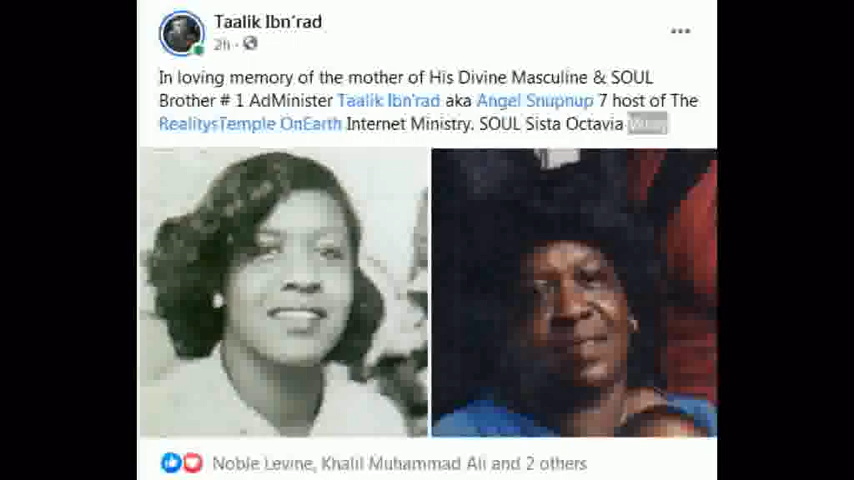 Taalik Ibn'rad
2h ·
In loving memory of the mother of His Divine Masculine & SOUL
Brother # 1 AdMinister Taalik Ibn'rad aka Angel Snupnup 7 host of The
RealitysTemple OnEarth Internet Ministry. SOUL Sista Octavia
Noble Levine, Khalil Muhammad Ali and 2 others